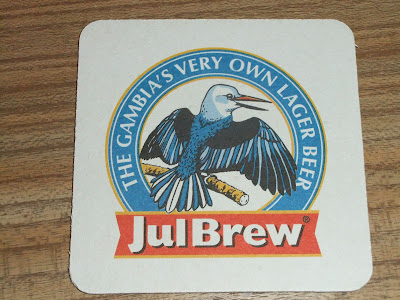 THE GAMBIA'S VERY OWN LAGER BEER
JulBrew®